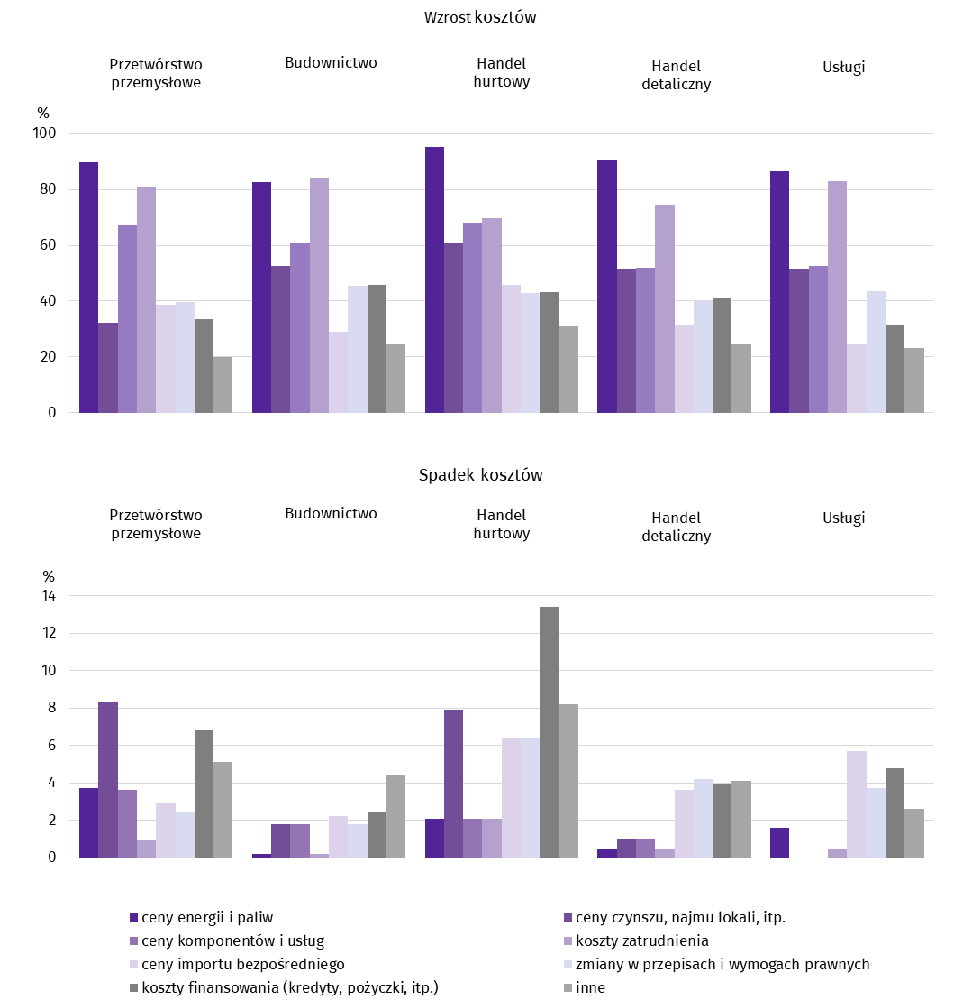 Wzrost kosztów
Przetwórstwo
przemysłowe
Budownictwo
Handel
hurtowy
Handel
detaliczny
Usługi
%
100
80
60
40
20
0
Spadek kosztów
Przetwórstwo
przemysłowe
Budownictwo
Handel
hurtowy
Handel
detaliczny
Usługi
%
14
12
10
8
6
4
2
0
ceny energii i paliw
ceny czynszu, najmu lokali, itp.
ceny komponentów i usług
koszty zatrudnienia
ceny importu bezpośredniego
zmiany w przepisach i wymogach prawnych
koszty finansowania (kredyty, pożyczki, itp.)
inne